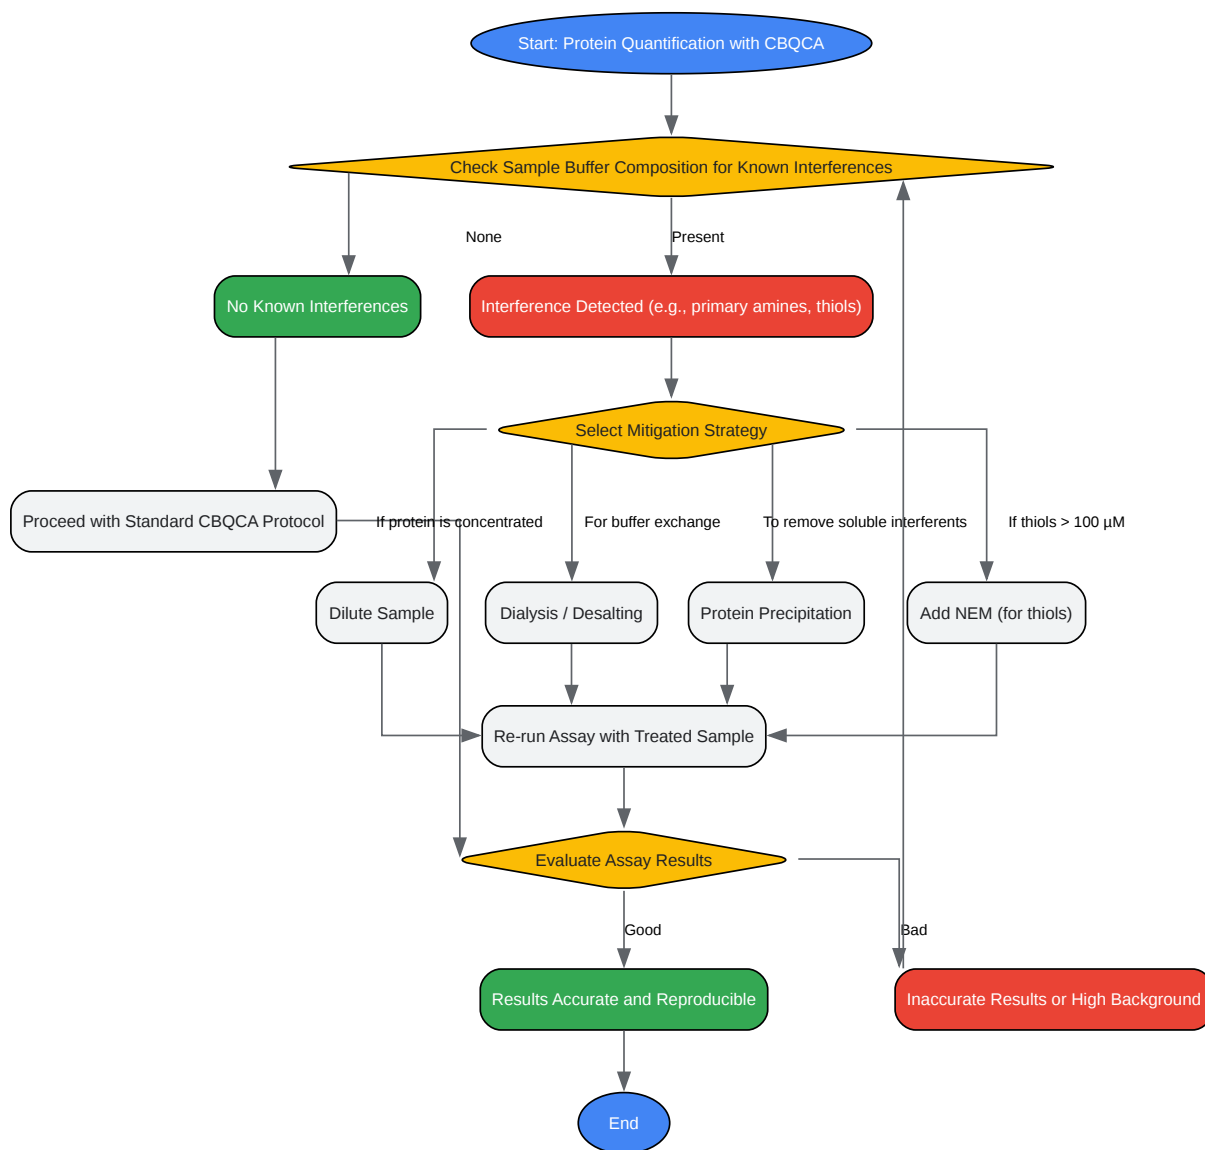 Start: Protein Quantification with CBQCA
Check Sample Buffer Composition for Known Interferences
None
Present
No Known Interferences
Interference Detected (e.g., primary amines, thiols)
Select Mitigation Strategy
Proceed with Standard CBQCA Protocol
If protein is concentrated
For buffer exchange
To remove soluble interferents
If thiols > 100 µM
Dilute Sample
Dialysis / Desalting
Protein Precipitation
Add NEM (for thiols)
Re-run Assay with Treated Sample
Evaluate Assay Results
Good
Bad
Results Accurate and Reproducible
Inaccurate Results or High Background
End